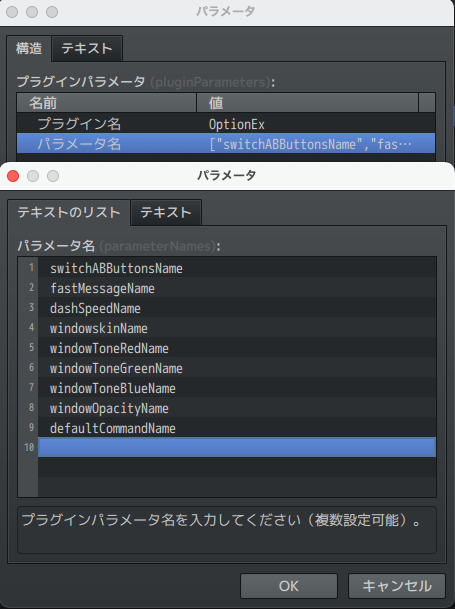 パラメータ
構造 テキスト
プラグインパラメータ (pluginParameters):
名前 値
プラグイン名 OptionEx
パラメータ名 ["switchABButtonsName","fas…
パラメータ
テキストのリスト テキスト
パラメータ名 (parameterNames):
1 switchABButtonsName
2 fastMessageName
3 dashSpeedName
4 windowskinName
5 windowToneRedName
6 windowToneGreenName
7 windowToneBlueName
8 windowOpacityName
9 defaultCommandName
10
プラグインパラメータ名を入力してください（複数設定可能）。
OK キャンセル